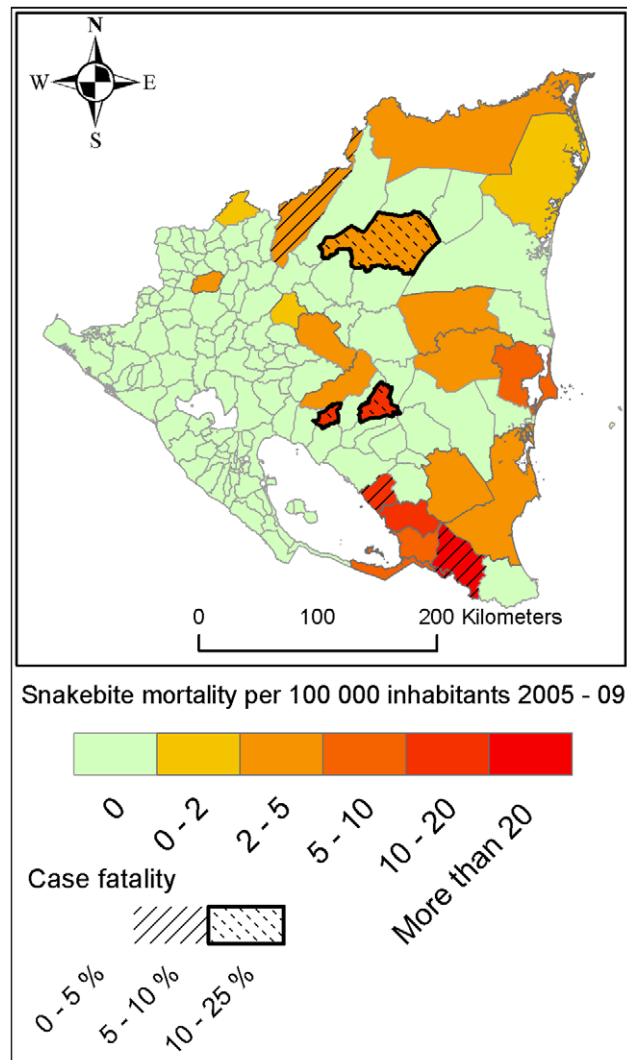 N
W E
S
0 100 200 Kilometers
Snakebite mortality per 100 000 inhabitants 2005 - 09
0 0 - 2 2 - 5 5 - 10 10 - 20 More than 20
Case fatality
0 - 5 % 5 - 10 % 10 - 25 %